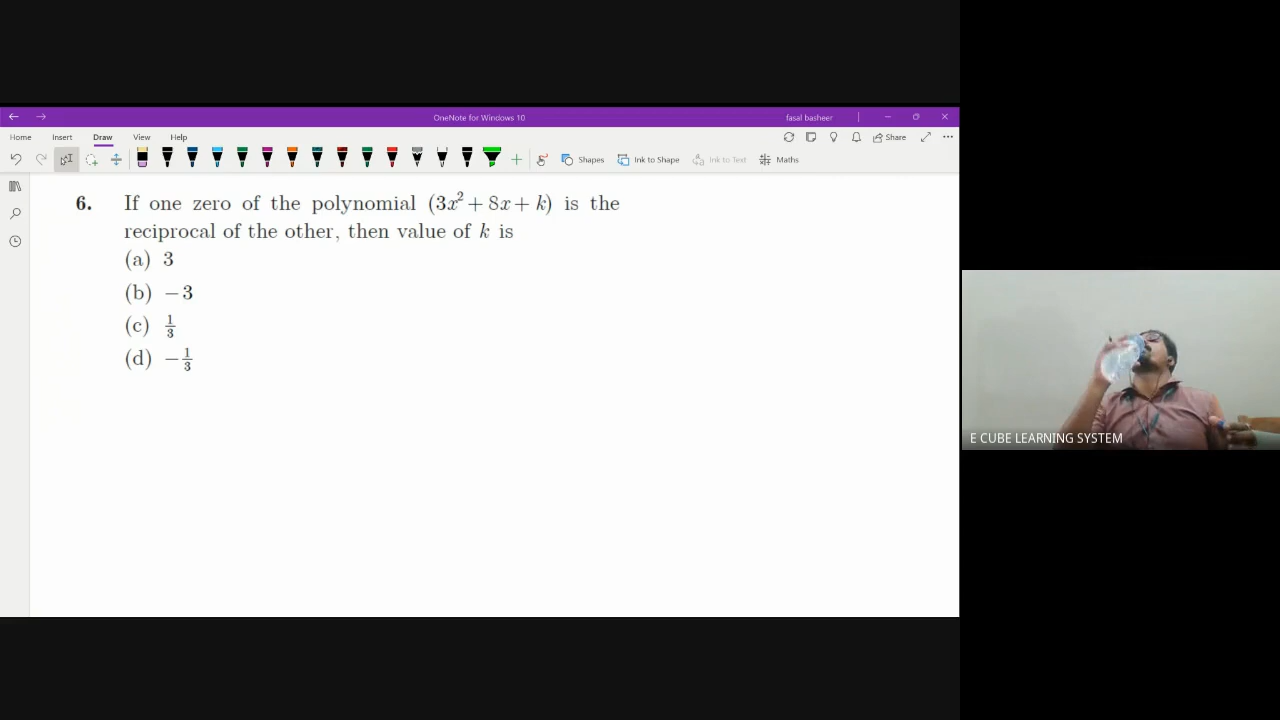 OneNote for Windows 10
fasal basheer
Home Insert Draw View Help
Share
Shapes Ink to Shape Ink to Text Maths
6. If one zero of the polynomial (3x² + 8x + k) is the
reciprocal of the other, then value of k is
(a) 3
(b) −3
(c) 1/3
(d) −1/3
E CUBE LEARNING SYSTEM